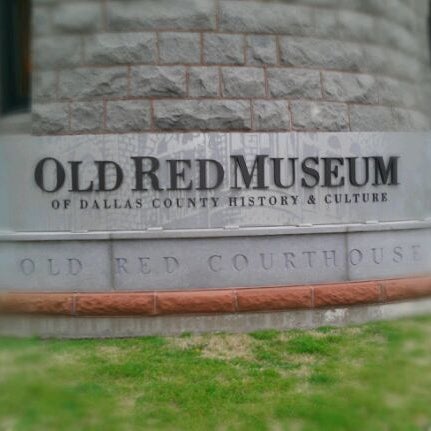 OLD RED MUSEUM
OF DALLAS COUNTY HISTORY & CULTURE
OLD RED COURTHOUSE